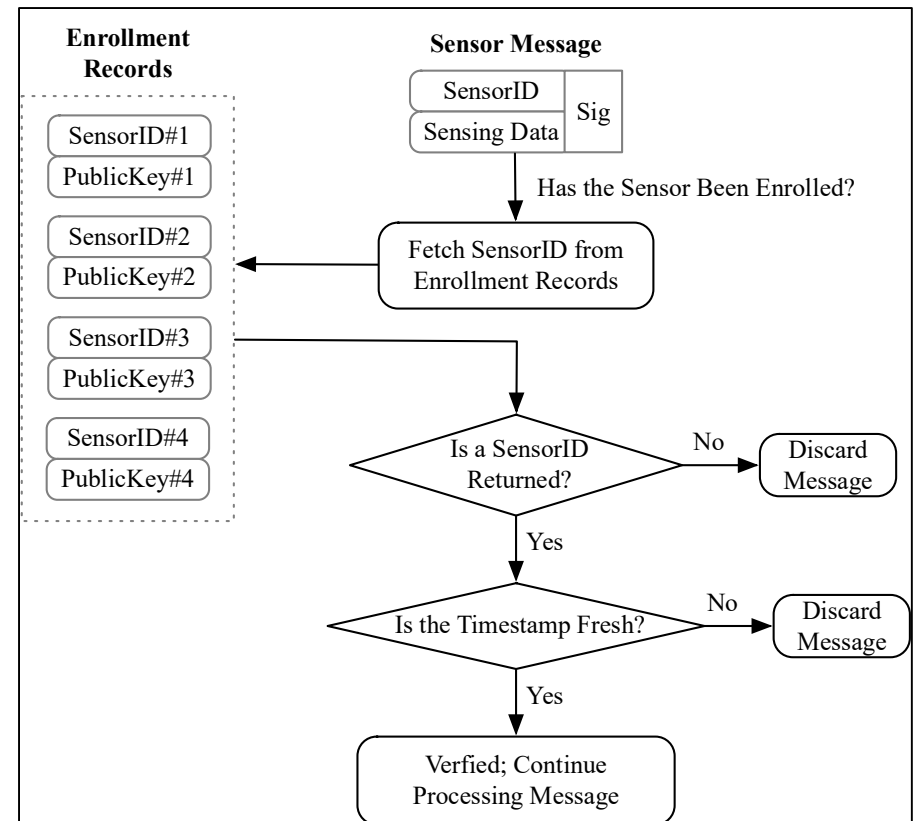 Enrollment
Records
SensorID#1
PublicKey#1
SensorID#2
PublicKey#2
SensorID#3
PublicKey#3
SensorID#4
PublicKey#4
Sensor Message
SensorID
Sensing Data
Sig
Has the Sensor Been Enrolled?
Fetch SensorID from
Enrollment Records
Is a SensorID
Returned?
No
Discard
Message
Yes
Is the Timestamp Fresh?
No
Discard
Message
Yes
Verfied; Continue
Processing Message